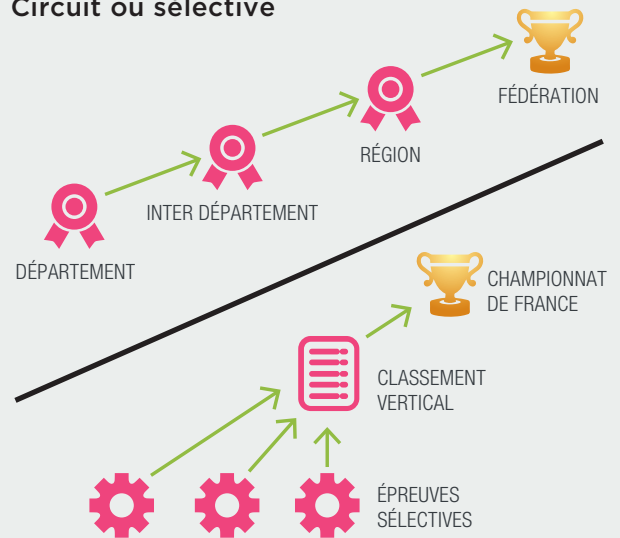 Circuit ou sélective
FÉDÉRATION
RÉGION
INTER DÉPARTEMENT
DÉPARTEMENT
CHAMPIONNAT
DE FRANCE
CLASSEMENT
VERTICAL
ÉPREUVES
SÉLECTIVES